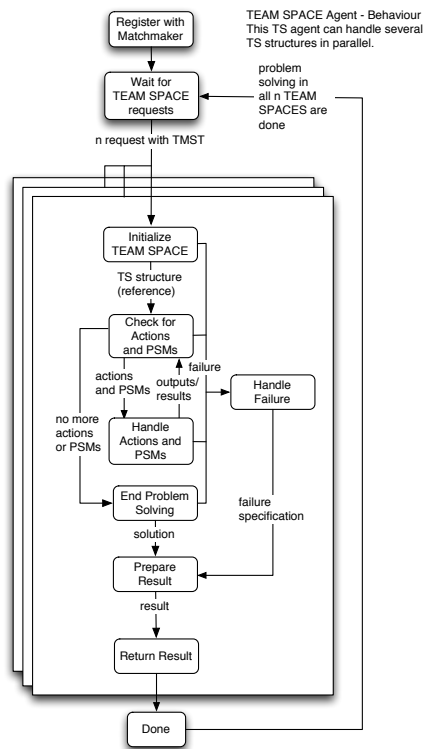 TEAM SPACE Agent - Behaviour
This TS agent can handle several
TS structures in parallel.
Register with
Matchmaker
Wait for
TEAM SPACE
requests
problem
solving in
all n TEAM
SPACES are
done
n request with TMST
Initialize
TEAM SPACE
TS structure
(reference)
Check for
Actions
and PSMs
failure
actions
and PSMs
outputs/
results
Handle
Failure
no more
actions
or PSMs
Handle
Actions and
PSMs
End Problem
Solving
failure
specification
solution
Prepare
Result
result
Return Result
Done